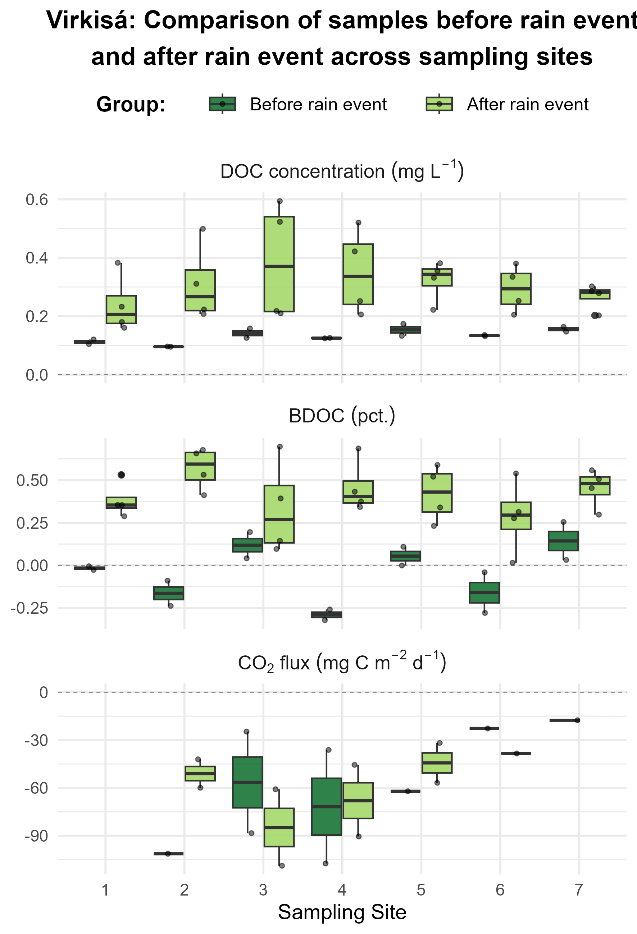 Virkisá: Comparison of samples before rain event
and after rain event across sampling sites
Group: Before rain event After rain event
DOC concentration (mg L⁻¹)
0.6
0.4
0.2
0.0
BDOC (pct.)
0.50
0.25
0.00
-0.25
CO₂ flux (mg C m⁻² d⁻¹)
0
-30
-60
-90
1 2 3 4 5 6 7
Sampling Site